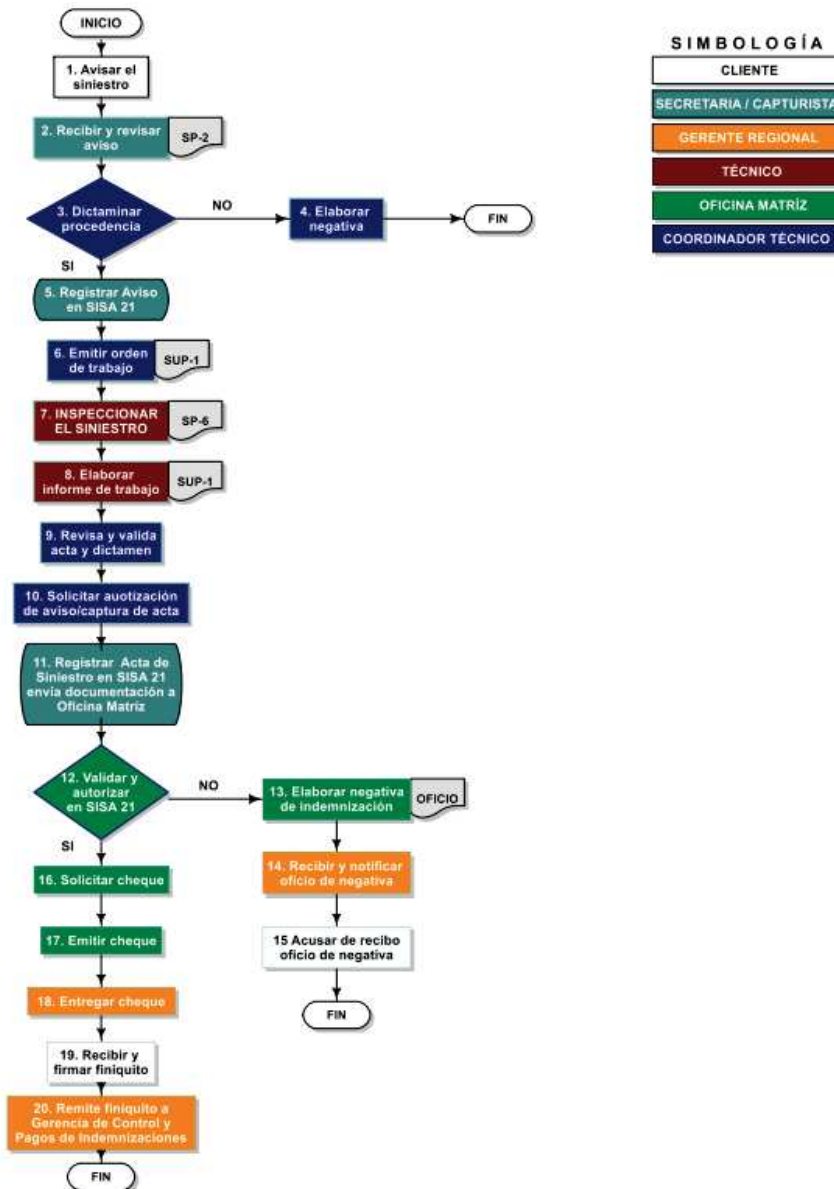 INICIO
1. Avisar el
siniestro
2. Recibir y revisar
aviso
SP-2
3. Dictaminar
procedencia
NO
4. Elaborar
negativa
FIN
SI
5. Registrar Aviso
en SISA 21
6. Emitir orden
de trabajo
SUP-1
7. INSPECCIONAR
EL SINIESTRO
SP-6
8. Elaborar
informe de trabajo
SUP-1
9. Revisa y valida
acta y dictamen
10. Solicitar auotización
de aviso/captura de acta
11. Registrar Acta de
Siniestro en SISA 21
envía documentación a
Oficina Matríz
12. Validar y
autorizar
en SISA 21
NO
13. Elaborar negativa
de indemnización
OFICIO
14. Recibir y notificar
oficio de negativa
15 Acusar de recibo
oficio de negativa
FIN
SI
16. Solicitar cheque
17. Emitir cheque
18. Entregar cheque
19. Recibir y
firmar finiquito
20. Remite finiquito a
Gerencia de Control y
Pagos de Indemnizaciones
FIN
SIMBOLOGÍA
CLIENTE
SECRETARIA / CAPTURISTA
GERENTE REGIONAL
TÉCNICO
OFICINA MATRÍZ
COORDINADOR TÉCNICO